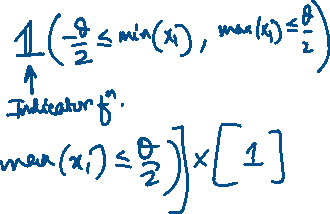 𝟙(-θ/2 ≤ min(xᵢ), max(xᵢ) ≤ θ/2)
↑
Indicator fⁿ.
max(xᵢ) ≤ θ/2)] × [1]